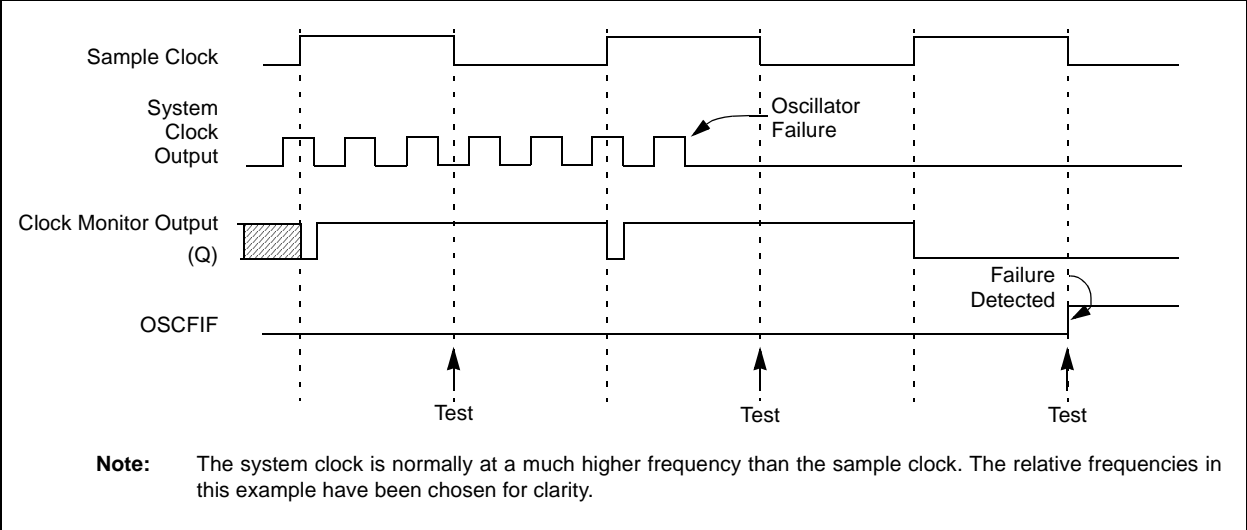 Sample Clock
System
Clock
Output
Oscillator
Failure
Clock Monitor Output
(Q)
Failure
Detected
OSCFIF
Test
Test
Test
Note: The system clock is normally at a much higher frequency than the sample clock. The relative frequencies in
this example have been chosen for clarity.